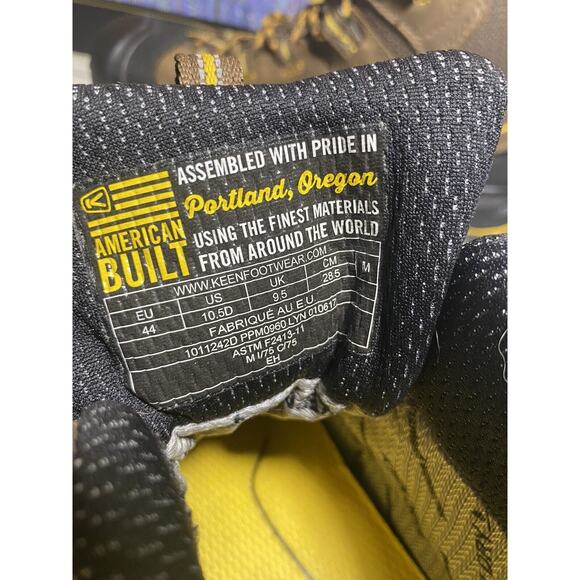 ASSEMBLED WITH PRIDE IN
Portland, Oregon
AMERICAN
BUILT
USING THE FINEST MATERIALS
FROM AROUND THE WORLD
WWW.KEENFOOTWEAR.COM
EU US UK CM M
44 10.5D 9.5 28.5
FABRIQUÉ AU E.U.
1011242D PPM0960 LYN 010617
ASTM F2413-11
M I/75 C/75
EH